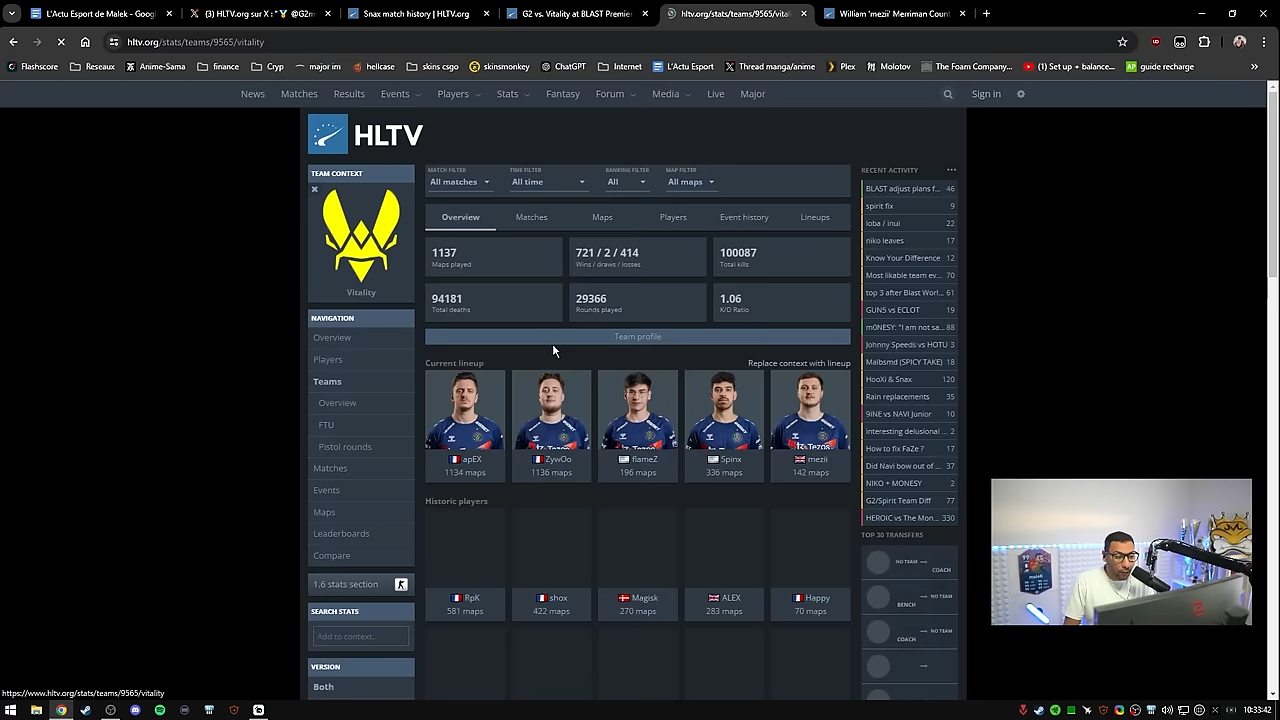 L'Actu Esport de Malek - Googl
(3) HLTV.org sur X : "🏅 @G2m
Snax match history | HLTV.org
G2 vs. Vitality at BLAST Premier
hltv.org/stats/teams/9565/vitalit
William 'mezii' Merriman Count
hltv.org/stats/teams/9565/vitality
Flashscore
Reseaux
Anime-Sama
finance
Cryp
major im
hellcase
skins csgo
skinsmonkey
ChatGPT
Internet
L'Actu Esport
Thread manga/anime
Plex
Molotov
The Foam Company...
(1) Set up + balance...
guide recharge
News
Matches
Results
Events
Players
Stats
Fantasy
Forum
Media
Live
Major
Sign in
HLTV
TEAM CONTEXT
Vitality
NAVIGATION
Overview
Players
Teams
Overview
FTU
Pistol rounds
Matches
Events
Maps
Leaderboards
Compare
1.6 stats section
SEARCH STATS
Add to context..
VERSION
Both
MATCH FILTER
All matches
TIME FILTER
All time
RANKING FILTER
All
MAP FILTER
All maps
Overview
Matches
Maps
Players
Event history
Lineups
1137
Maps played
721 / 2 / 414
Wins / draws / losses
100087
Total kills
94181
Total deaths
29366
Rounds played
1.06
K/D Ratio
Team profile
Current lineup
Replace context with lineup
apEX
1134 maps
ZywOo
1136 maps
flameZ
196 maps
Spinx
336 maps
mezii
142 maps
Historic players
RpK
581 maps
shox
422 maps
Magisk
270 maps
ALEX
283 maps
Happy
70 maps
RECENT ACTIVITY
BLAST adjust plans f... 46
spirit fix 9
loba / inui 22
niko leaves 17
Know Your Difference 12
Most likable team ev... 70
top 3 after Blast Worl... 61
GUN5 vs ECLOT 19
m0NESY: "I am not sa... 88
Johnny Speeds vs HOTU 3
Malbsmd (SPICY TAKE) 18
HooXi & Snax 120
Rain replacements 35
9INE vs NAVI Junior 10
interesting delusional ... 2
How to fix FaZe ? 17
Did Navi bow out of ... 37
NIKO + MONESY 2
G2/Spirit Team Diff 77
HEROIC vs The Mon... 330
TOP 30 TRANSFERS
NO TEAM
COACH
NO TEAM
BENCH
NO TEAM
COACH
https://www.hltv.org/stats/teams/9565/vitality
10:33:42